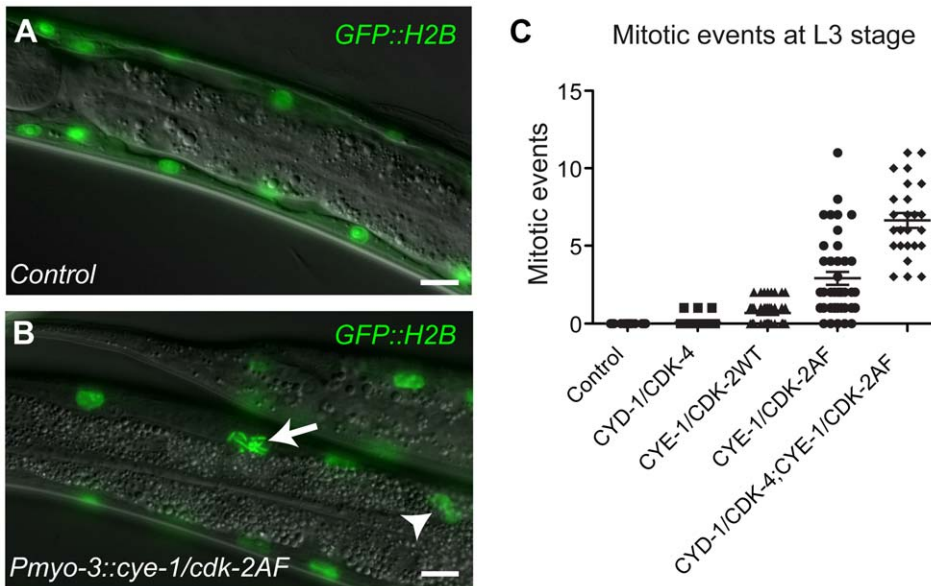 A
GFP::H2B
Control
B
GFP::H2B
Pmyo-3::cye-1/cdk-2AF
C
Mitotic events at L3 stage
Mitotic events
15
10
5
0
Control
CYD-1/CDK-4
CYE-1/CDK-2WT
CYE-1/CDK-2AF
CYD-1/CDK-4;CYE-1/CDK-2AF